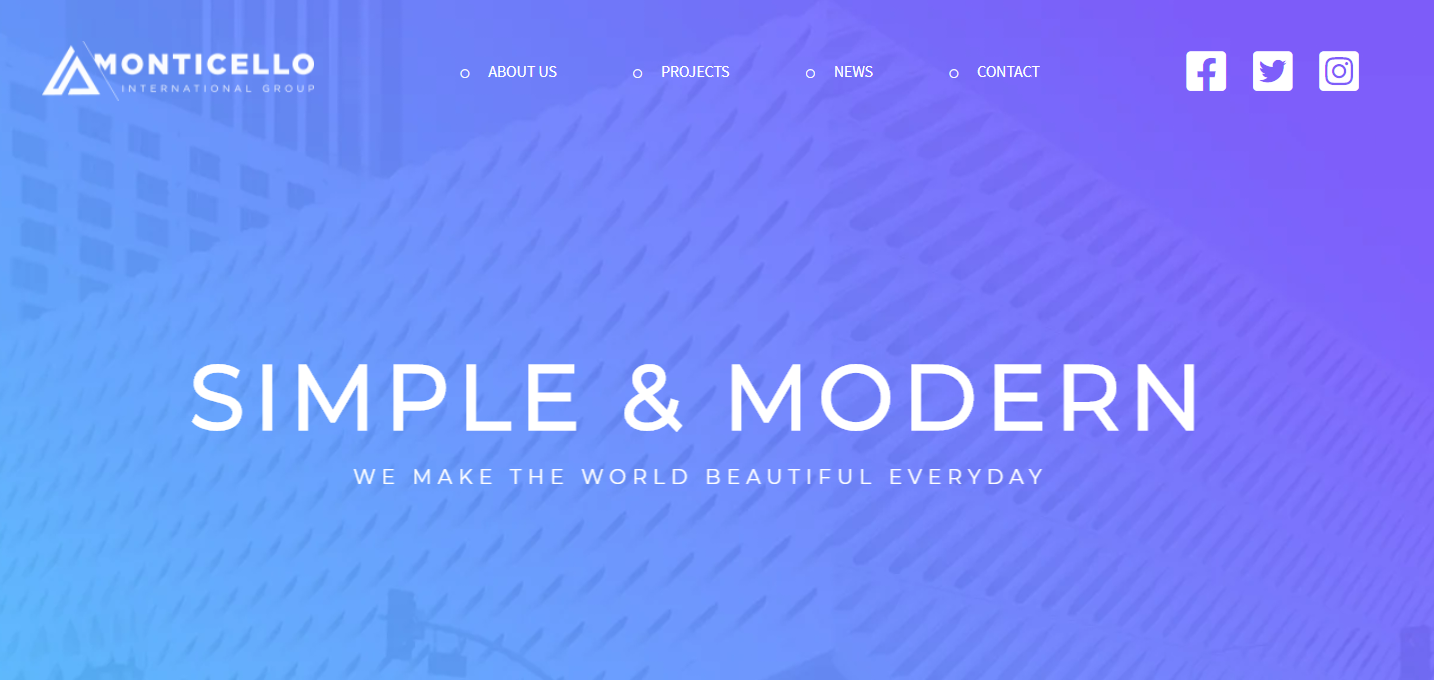 MONTICELLO
INTERNATIONAL GROUP
ABOUT US
PROJECTS
NEWS
CONTACT
SIMPLE & MODERN
WE MAKE THE WORLD BEAUTIFUL EVERYDAY